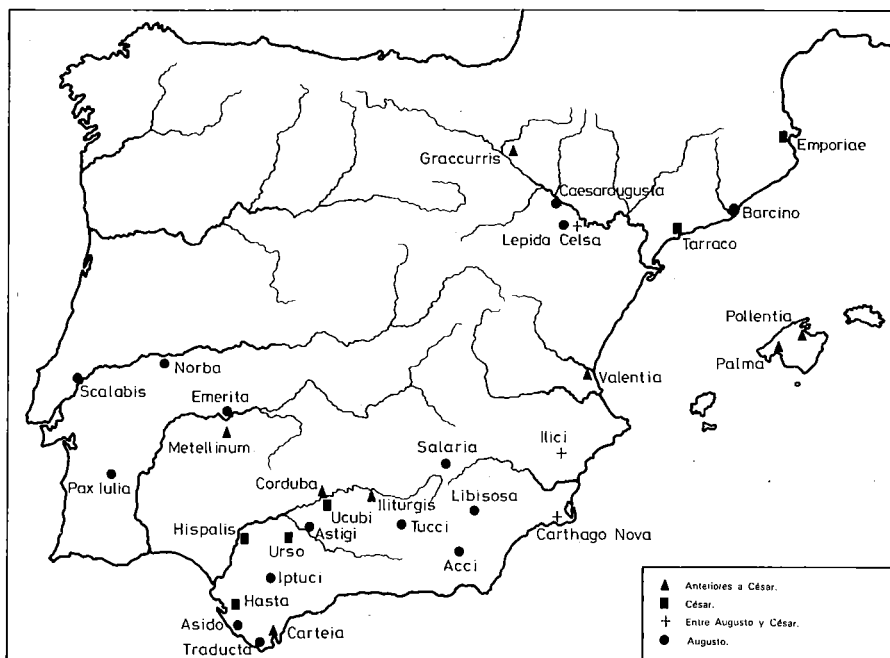 Graccurris
Emporiae
Caesaraugusta
Barcino
Lepida Celsa
Tarraco
Pollentia
Palma
Valentia
Norba
Scalabis
Emerita
Metellinum
Salaria
Ilici
Pax Iulia
Corduba
Iliturgis
Libisosa
Ucubi
Hispalis
Astigi
Tucci
Carthago Nova
Urso
Acci
Iptuci
Hasta
Asido
Carteia
Traducta
Anteriores a César.
César.
Entre Augusto y César.
Augusto.